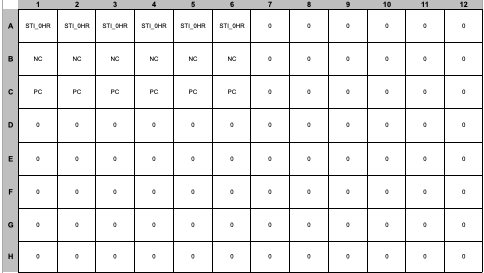 1 2 3 4 5 6 7 8 9 10 11 12
A STI_0HR STI_0HR STI_0HR STI_0HR STI_0HR STI_0HR 0 0 0 0 0 0
B NC NC NC NC NC NC 0 0 0 0 0 0
C PC PC PC PC PC PC 0 0 0 0 0 0
D 0 0 0 0 0 0 0 0 0 0 0 0
E 0 0 0 0 0 0 0 0 0 0 0 0
F 0 0 0 0 0 0 0 0 0 0 0 0
G 0 0 0 0 0 0 0 0 0 0 0 0
H 0 0 0 0 0 0 0 0 0 0 0 0